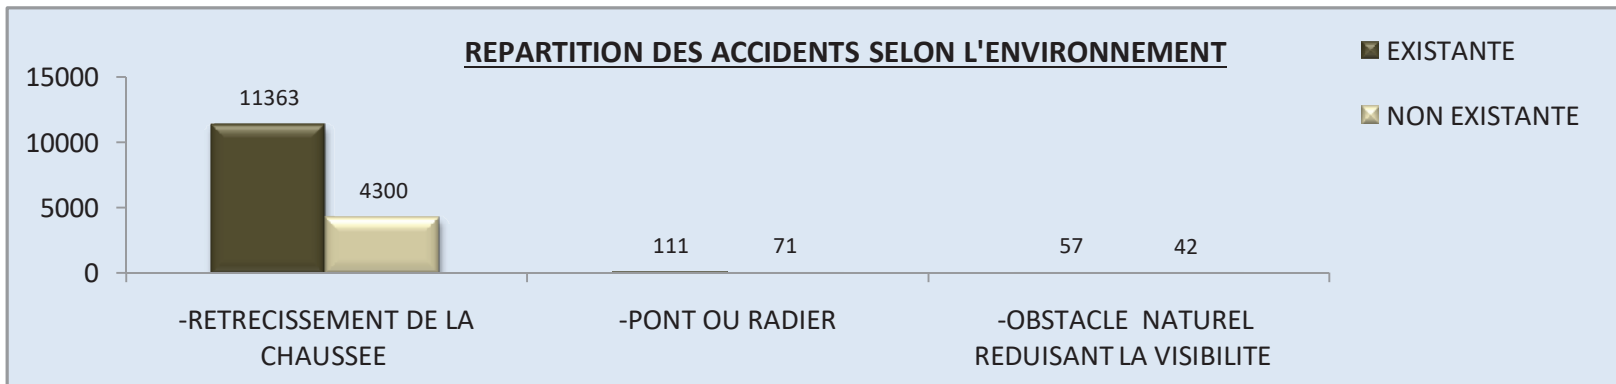 REPARTITION DES ACCIDENTS SELON L'ENVIRONNEMENT
EXISTANTE
NON EXISTANTE
15000
10000
5000
0
11363
4300
111
71
57
42
-RETRECISSEMENT DE LA
CHAUSSEE
-PONT OU RADIER
-OBSTACLE NATUREL
REDUISANT LA VISIBILITE